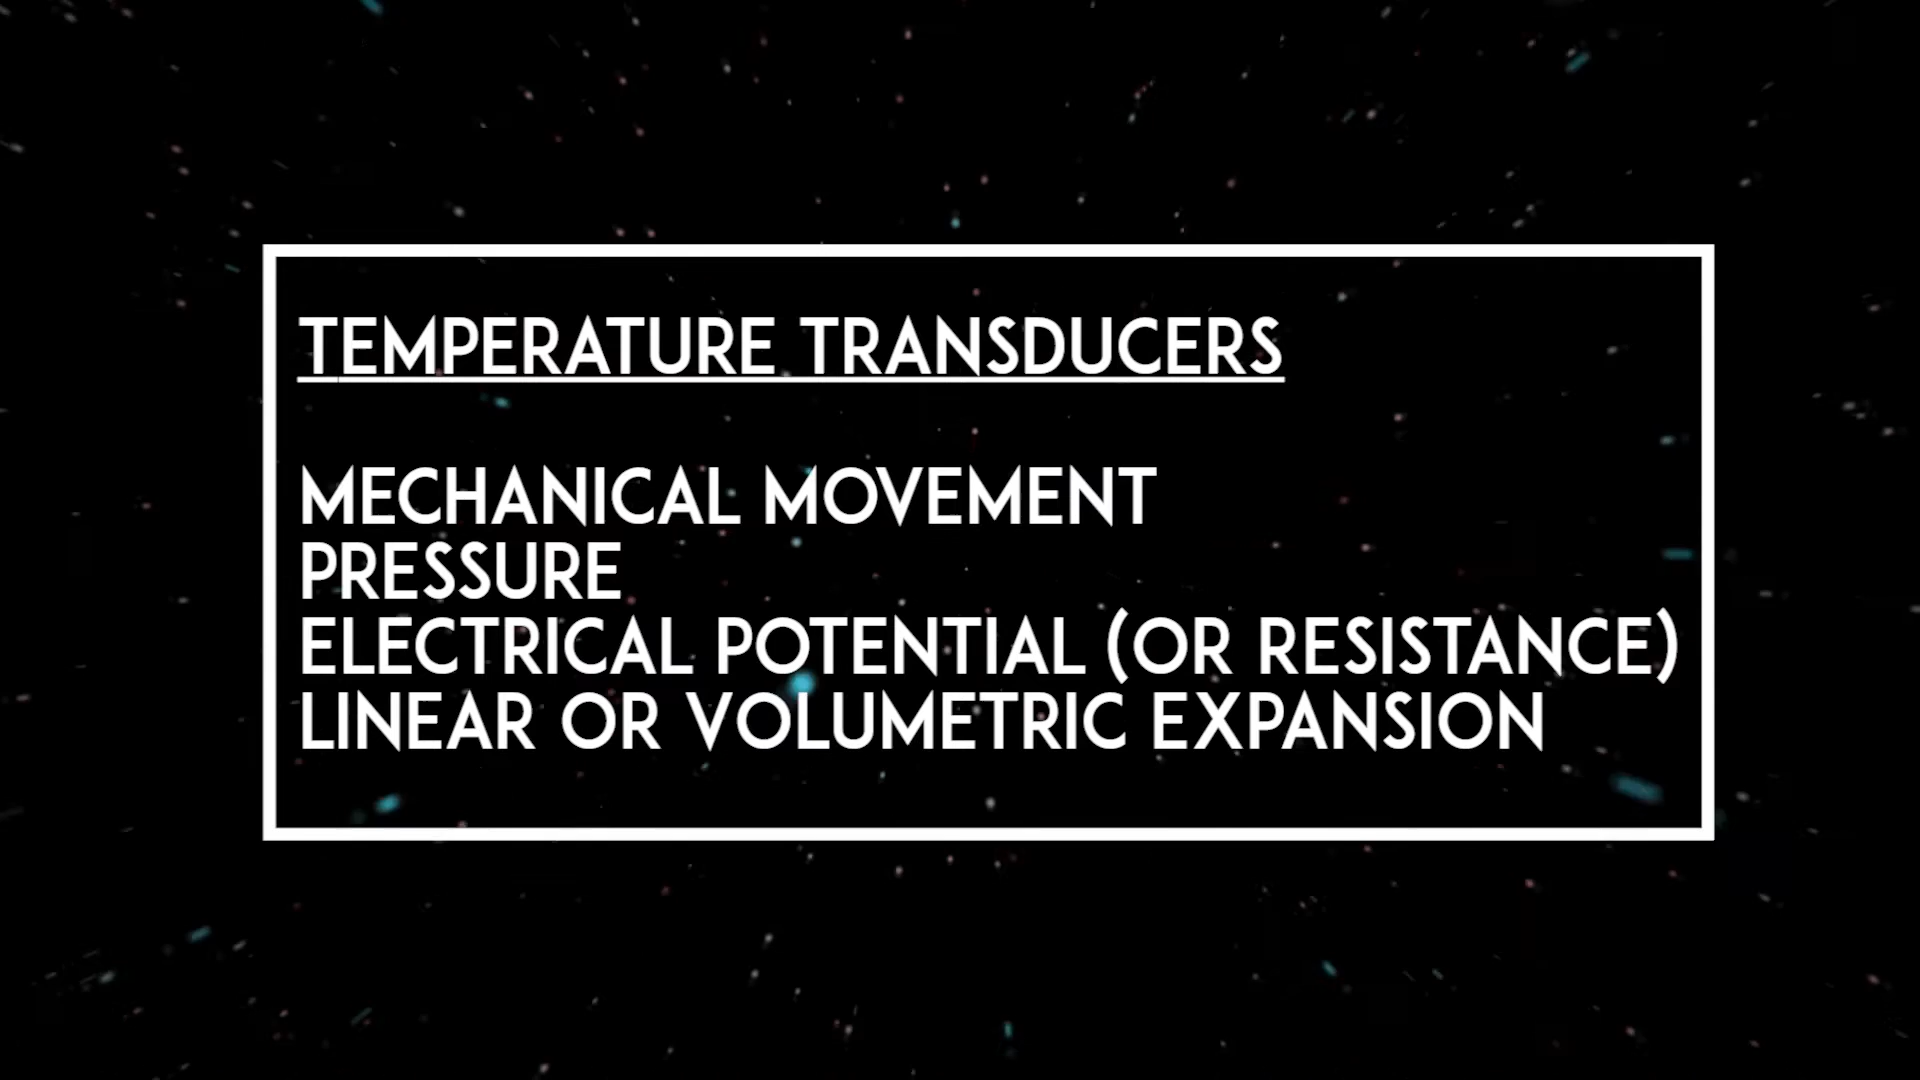 TEMPERATURE TRANSDUCERS
MECHANICAL MOVEMENT
PRESSURE
ELECTRICAL POTENTIAL (OR RESISTANCE)
LINEAR OR VOLUMETRIC EXPANSION